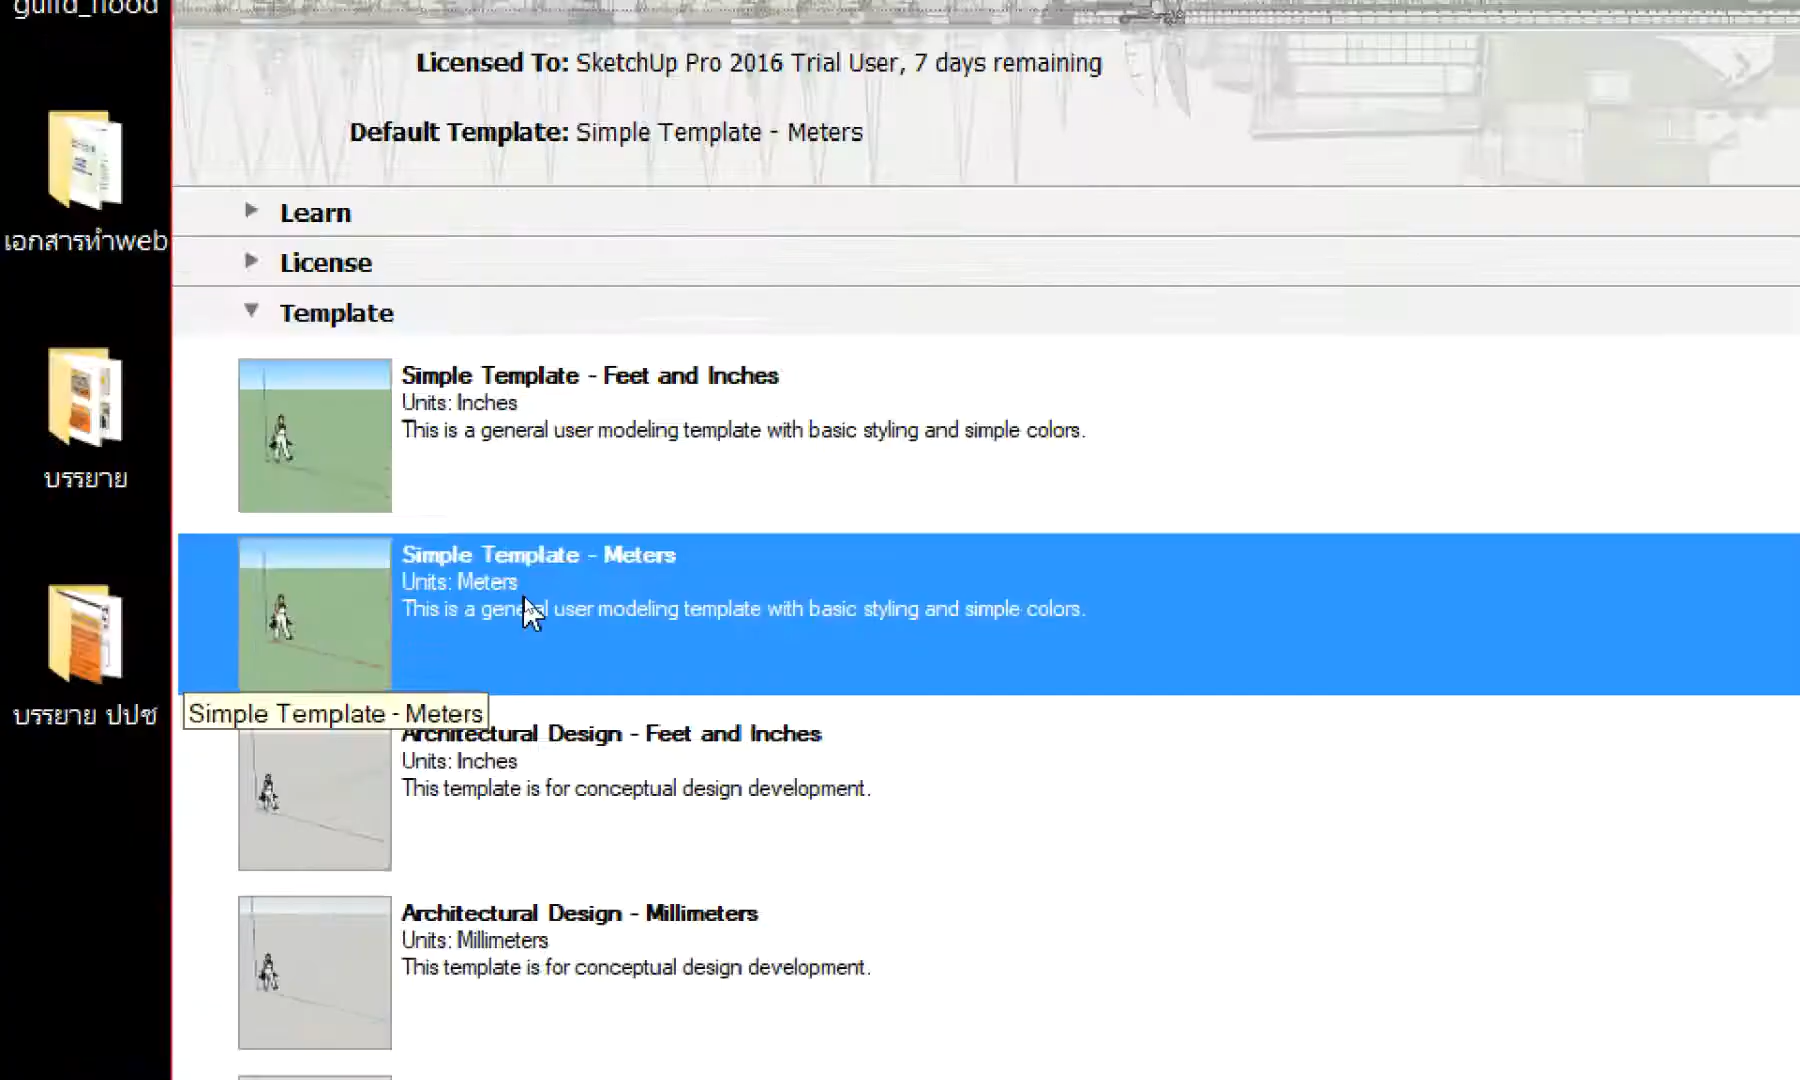 guild_flood
Licensed To: SketchUp Pro 2016 Trial User, 7 days remaining
Default Template: Simple Template - Meters
เอกสารทำweb
Learn
License
Template
Simple Template - Feet and Inches
Units: Inches
This is a general user modeling template with basic styling and simple colors.
บรรยาย
Simple Template - Meters
Units: Meters
This is a general user modeling template with basic styling and simple colors.
บรรยาย ปปช
Simple Template - Meters
Architectural Design - Feet and Inches
Units: Inches
This template is for conceptual design development.
Architectural Design - Millimeters
Units: Millimeters
This template is for conceptual design development.